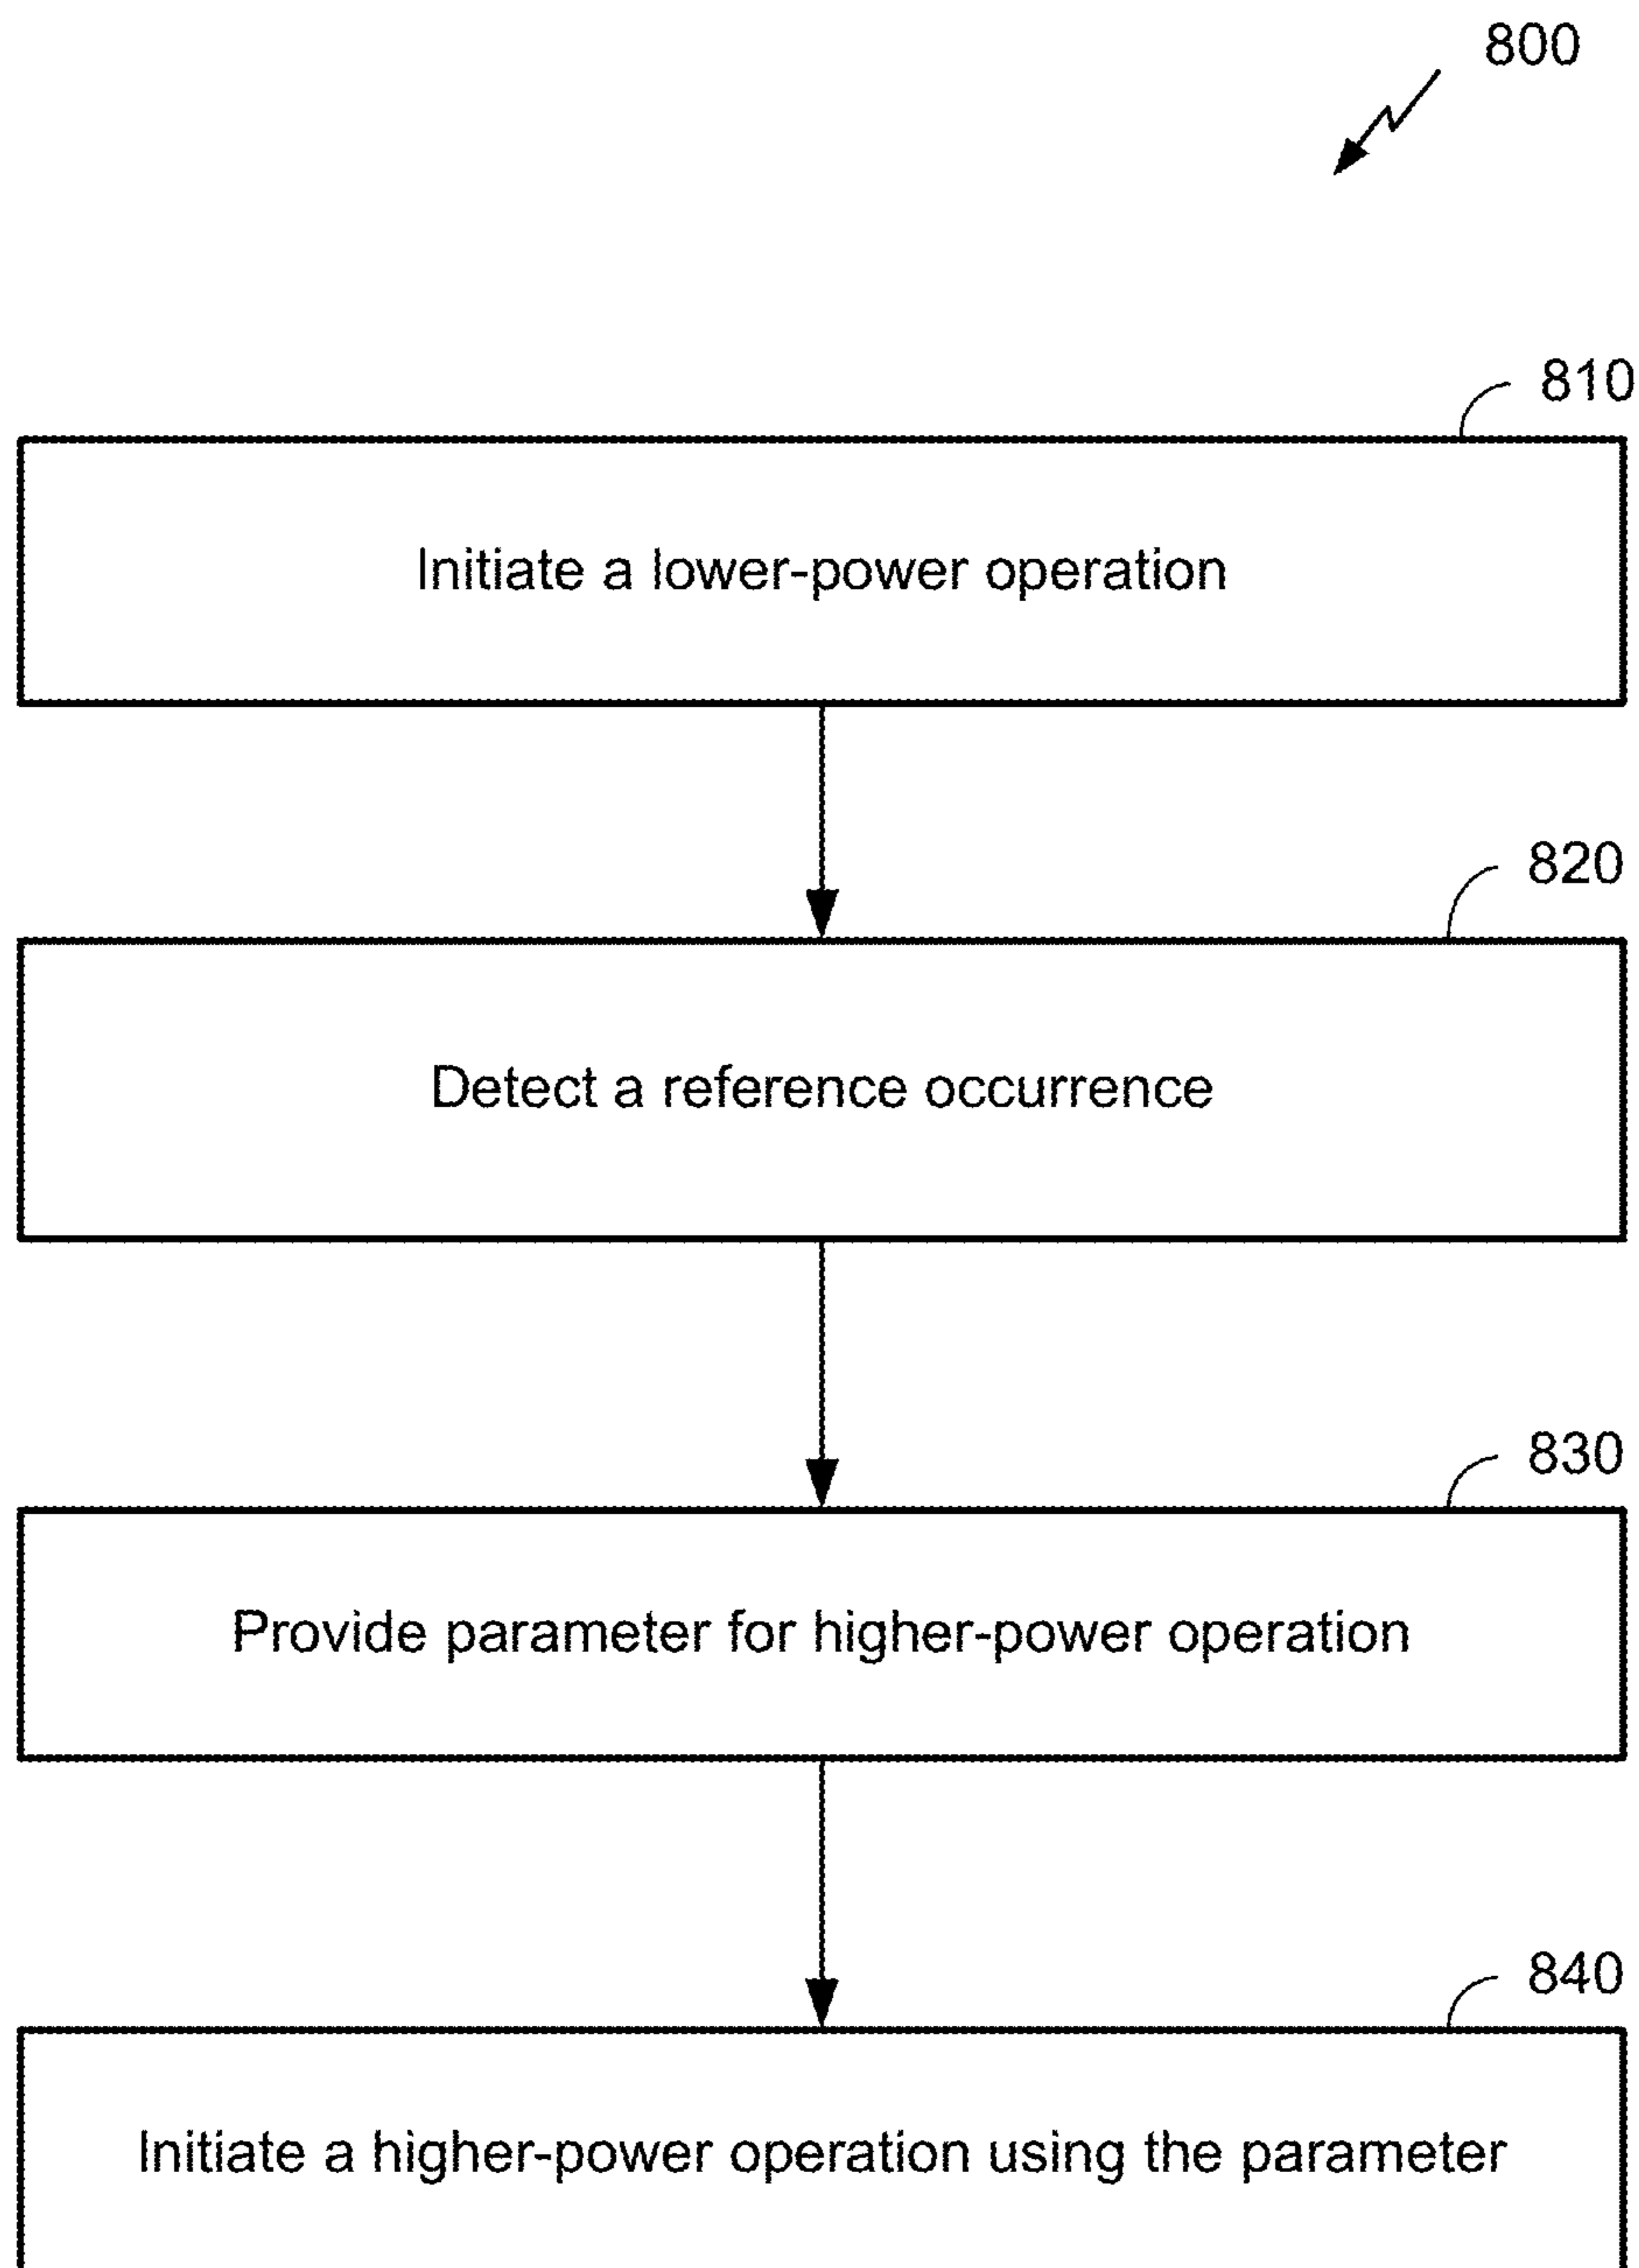 800
810
Initiate a lower-power operation
820
Detect a reference occurrence
830
Provide parameter for higher-power operation
840
Initiate a higher-power operation using the parameter